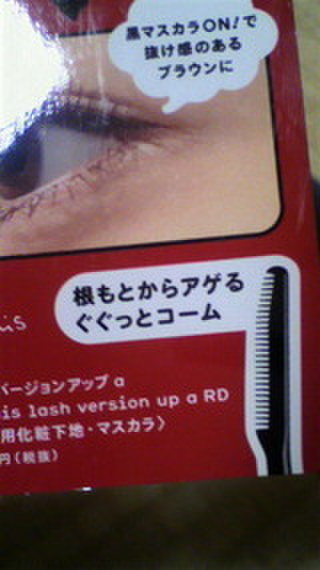 黒マスカラON!で
抜け感のある
ブラウンに
根もとからアゲる
ぐぐっとコーム
is
バージョンアップ a
is lash version up a RD
用化粧下地・マスカラ〉
円(税抜)